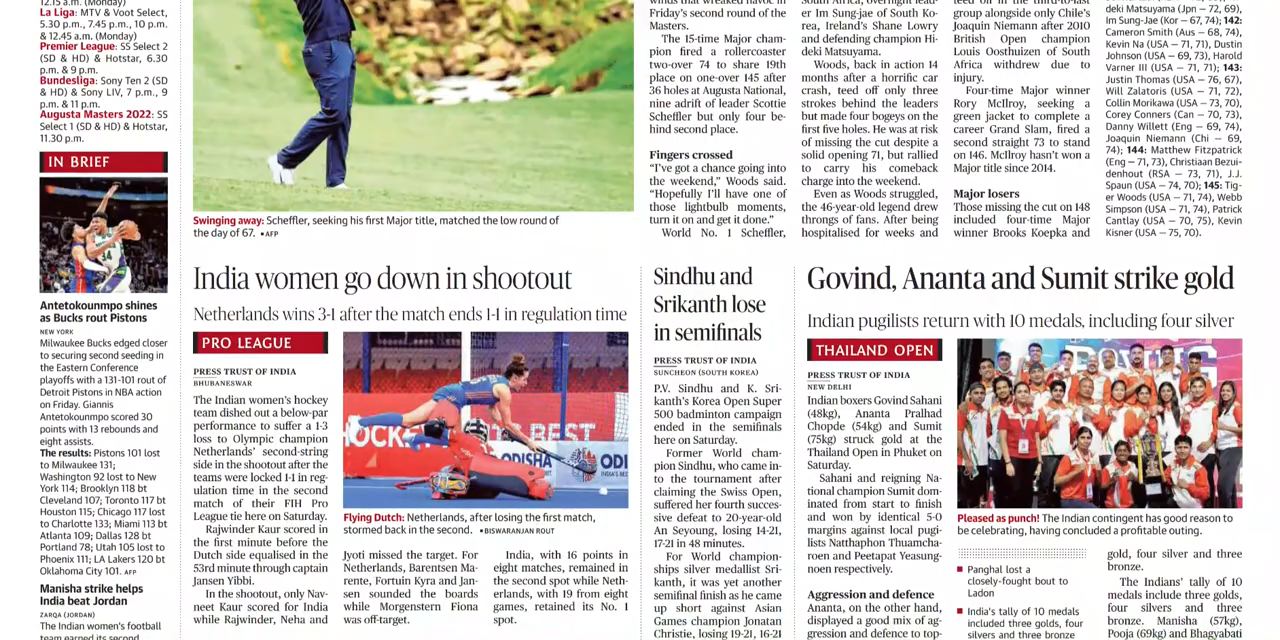 12.15 a.m. (Monday)
La Liga: MTV & Voot Select,
5.30 p.m., 7.45 p.m., 10 p.m.
& 12.45 a.m. (Monday)
Premier League: SS Select 2
(SD & HD) & Hotstar, 6.30
p.m. & 9 p.m.
Bundesliga: Sony Ten 2 (SD
& HD) & Sony LIV, 7 p.m., 9
p.m. & 11 p.m.
Augusta Masters 2022: SS
Select 1 (SD & HD) & Hotstar,
11.30 p.m.
IN BRIEF
34
Antetokounmpo shines
as Bucks rout Pistons
NEW YORK
Milwaukee Bucks edged closer
to securing second seeding in
the Eastern Conference
playoffs with a 131-101 rout of
Detroit Pistons in NBA action
on Friday. Giannis
Antetokounmpo scored 30
points with 13 rebounds and
eight assists.
The results: Pistons 101 lost
to Milwaukee 131;
Washington 92 lost to New
York 114; Brooklyn 118 bt
Cleveland 107; Toronto 117 bt
Houston 115; Chicago 117 lost
to Charlotte 133; Miami 113 bt
Atlanta 109; Dallas 128 bt
Portland 78; Utah 105 lost to
Phoenix 111; LA Lakers 120 bt
Oklahoma City 101. AFP
Manisha strike helps
India beat Jordan
ZARQA (JORDAN)
The Indian women's football
team earned its second
Swinging away: Scheffler, seeking his first Major title, matched the low round of
the day of 67. •AFP
winds that wreaked havoc in
Friday's second round of the
Masters.
The 15-time Major cham-
pion fired a rollercoaster
two-over 74 to share 19th
place on one-over 145 after
36 holes at Augusta National,
nine adrift of leader Scottie
Scheffler but only four be-
hind second place.
Fingers crossed
“I've got a chance going into
the weekend,” Woods said.
“Hopefully I'll have one of
those lightbulb moments,
turn it on and get it done.”
World No. 1 Scheffler,
South Africa, overnight lead-
er Im Sung-jae of South Ko-
rea, Ireland's Shane Lowry
and defending champion Hi-
deki Matsuyama.
Woods, back in action 14
months after a horrific car
crash, teed off only three
strokes behind the leaders
but made four bogeys on the
first five holes. He was at risk
of missing the cut despite a
solid opening 71, but rallied
to carry his comeback
charge into the weekend.
Even as Woods struggled,
the 46-year-old legend drew
throngs of fans. After being
hospitalised for weeks and
teed off in the third-to-last
group alongside only Chile's
Joaquin Niemann after 2010
British Open champion
Louis Oosthuizen of South
Africa withdrew due to
injury.
Four-time Major winner
Rory McIlroy, seeking a
green jacket to complete a
career Grand Slam, fired a
second straight 73 to stand
on 146. McIlroy hasn't won a
Major title since 2014.
Major losers
Those missing the cut on 148
included four-time Major
winner Brooks Koepka and
deki Matsuyama (Jpn — 72, 69),
Im Sung-Jae (Kor — 67, 74); 142:
Cameron Smith (Aus — 68, 74),
Kevin Na (USA — 71, 71), Dustin
Johnson (USA — 69, 73), Harold
Varner III (USA — 71, 71); 143:
Justin Thomas (USA — 76, 67),
Will Zalatoris (USA — 71, 72),
Collin Morikawa (USA — 73, 70),
Corey Conners (Can — 70, 73),
Danny Willett (Eng — 69, 74),
Joaquin Niemann (Chi — 69,
74); 144: Matthew Fitzpatrick
(Eng — 71, 73), Christiaan Bezui-
denhout (RSA — 73, 71), J.J.
Spaun (USA — 74, 70); 145: Tig-
er Woods (USA — 71, 74), Webb
Simpson (USA — 71, 74), Patrick
Cantlay (USA — 70, 75), Kevin
Kisner (USA — 75, 70).
India women go down in shootout
Netherlands wins 3-1 after the match ends 1-1 in regulation time
PRO LEAGUE
PRESS TRUST OF INDIA
BHUBANESWAR
The Indian women's hockey
team dished out a below-par
performance to suffer a 1-3
loss to Olympic champion
Netherlands' second-string
side in the shootout after the
teams were locked 1-1 in reg-
ulation time in the second
match of their FIH Pro
League tie here on Saturday.
Rajwinder Kaur scored in
the first minute before the
Dutch side equalised in the
53rd minute through captain
Jansen Yibbi.
In the shootout, only Nav-
neet Kaur scored for India
while Rajwinder, Neha and
HOCKEY
BEST
ODISHA
ODI
Flying Dutch: Netherlands, after losing the first match,
stormed back in the second. •BISWARANJAN ROUT
Jyoti missed the target. For
Netherlands, Barentsen Ma-
rente, Fortuin Kyra and Jan-
sen sounded the boards
while Morgenstern Fiona
was off-target.
India, with 16 points in
eight matches, remained in
the second spot while Neth-
erlands, with 19 from eight
games, retained its No. 1
spot.
Sindhu and
Srikanth lose
in semifinals
PRESS TRUST OF INDIA
SUNCHEON (SOUTH KOREA)
P.V. Sindhu and K. Sri-
kanth's Korea Open Super
500 badminton campaign
ended in the semifinals
here on Saturday.
Former World cham-
pion Sindhu, who came in-
to the tournament after
claiming the Swiss Open,
suffered her fourth succes-
sive defeat to 20-year-old
An Seyoung, losing 14-21,
17-21 in 48 minutes.
For World champion-
ships silver medallist Sri-
kanth, it was yet another
semifinal finish as he came
up short against Asian
Games champion Jonatan
Christie, losing 19-21, 16-21
Govind, Ananta and Sumit strike gold
Indian pugilists return with 10 medals, including four silver
THAILAND OPEN
PRESS TRUST OF INDIA
NEW DELHI
Indian boxers Govind Sahani
(48kg), Ananta Pralhad
Chopde (54kg) and Sumit
(75kg) struck gold at the
Thailand Open in Phuket on
Saturday.
Sahani and reigning Na-
tional champion Sumit dom-
inated from start to finish
and won by identical 5-0
margins against local pugi-
lists Natthaphon Thuamcha-
roen and Peetapat Yeasung-
noen respectively.
Aggression and defence
Ananta, on the other hand,
displayed a good mix of ag-
gression and defence to top-
Pleased as punch! The Indian contingent has good reason to
be celebrating, having concluded a profitable outing.
Panghal lost a
closely-fought bout to
Ladon
India's tally of 10
medals included three
golds, four
silvers and three bronze
gold, four silver and three
bronze.
The Indians' tally of 10
medals include three golds,
four silvers and three
bronze. Manisha (57kg),
Pooja (69kg) and Bhagyabati